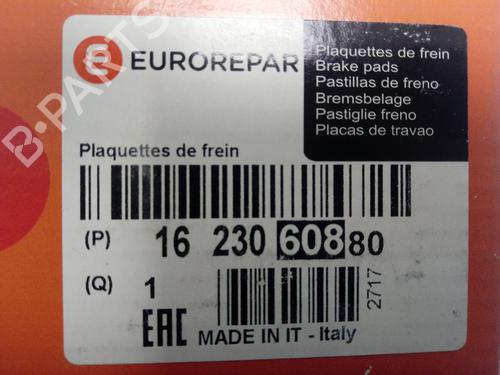 EUROREPAR
Plaquettes de frein
Brake pads
Pastillas de freno
Bremsbelage
Pastiglie freno
Placas de travao
Plaquettes de frein
(P) 16 230 608 80
(Q) 1
2717
EAC MADE IN IT - Italy
B-PARTS